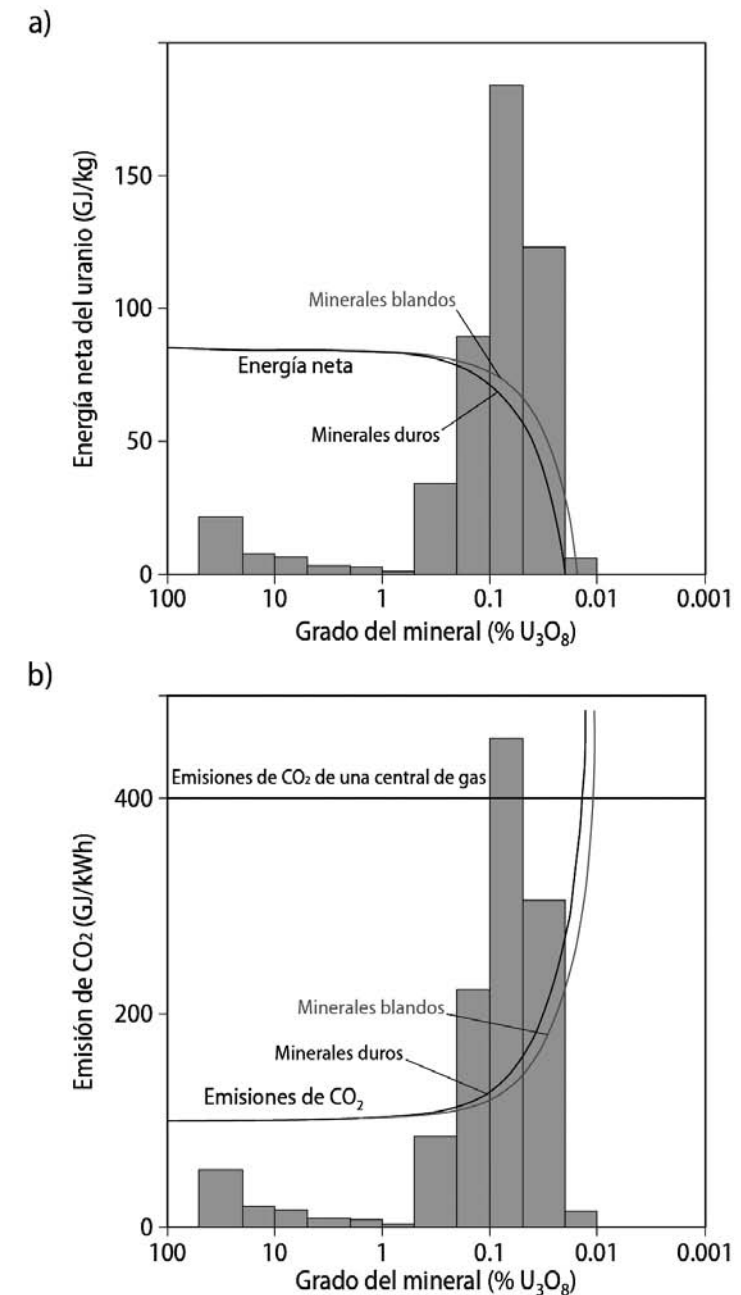 a)
Energía neta del uranio (GJ/kg)
150
100
50
0
Minerales blandos
Energía neta
Minerales duros
100
10
1
0.1
0.01
0.001
Grado del mineral (% U₃O₈)
b)
Emisión de CO₂ (GJ/kWh)
Emisiones de CO₂ de una central de gas
400
200
0
Minerales blandos
Minerales duros
Emisiones de CO₂
100
10
1
0.1
0.01
0.001
Grado del mineral (% U₃O₈)